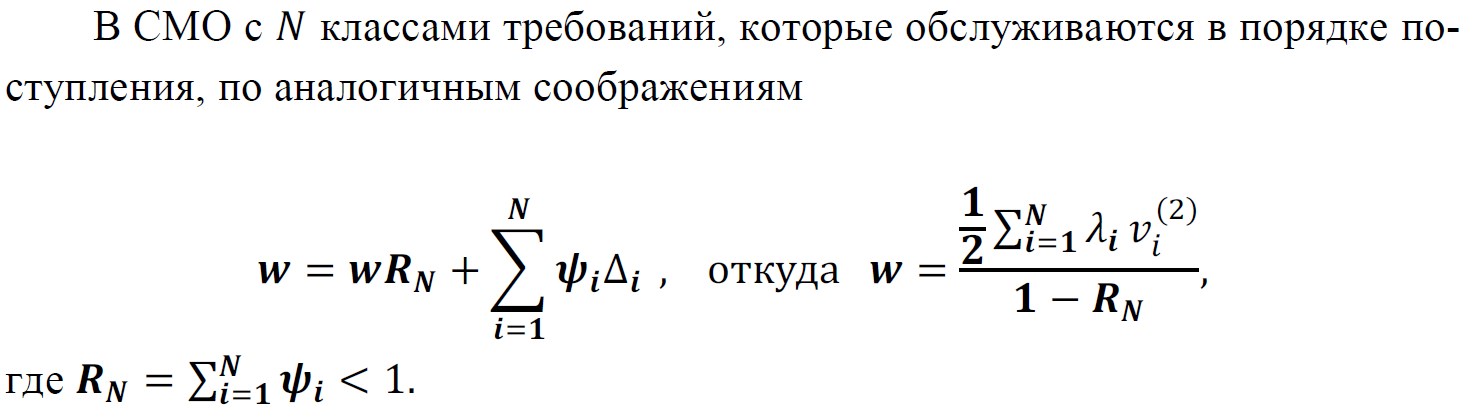 В СМО с N классами требований, которые обслуживаются в порядке по-
ступления, по аналогичным соображениям
w = wR_N + ∑_{i=1}^{N} ψ_i Δ_i , откуда w = (1/2 ∑_{i=1}^{N} λ_i v_i^{(2)}) / (1 − R_N),
где R_N = ∑_{i=1}^{N} ψ_i < 1.